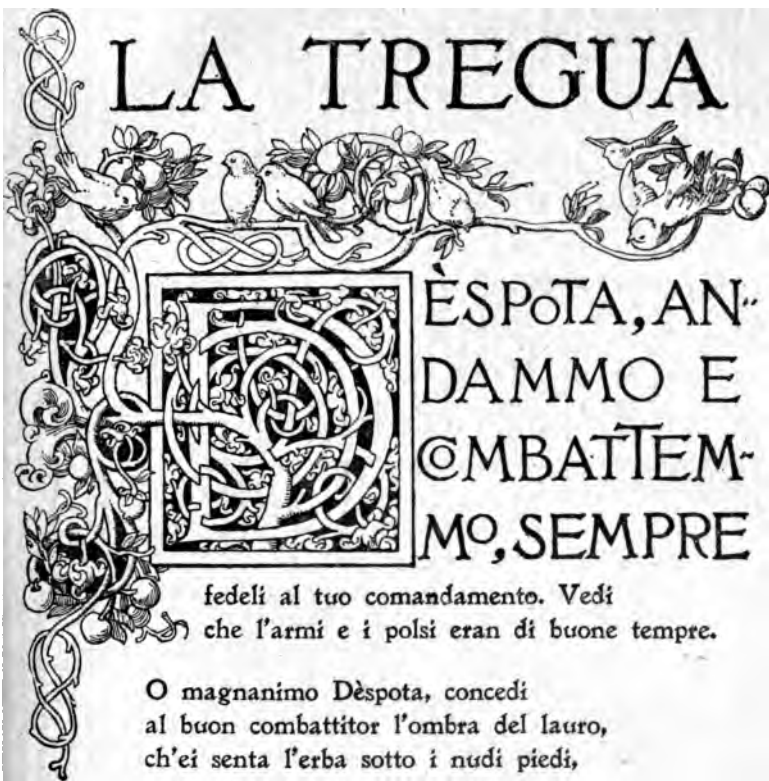 LA TREGUA
DÈSPOTA, AN-
DAMMO E
COMBATTEM-
MO, SEMPRE
fedeli al tuo comandamento. Vedi
che l'armi e i polsi eran di buone tempre.
O magnanimo Dèspota, concedi
al buon combattitor l'ombra del lauro,
ch'ei senta l'erba sotto i nudi piedi,